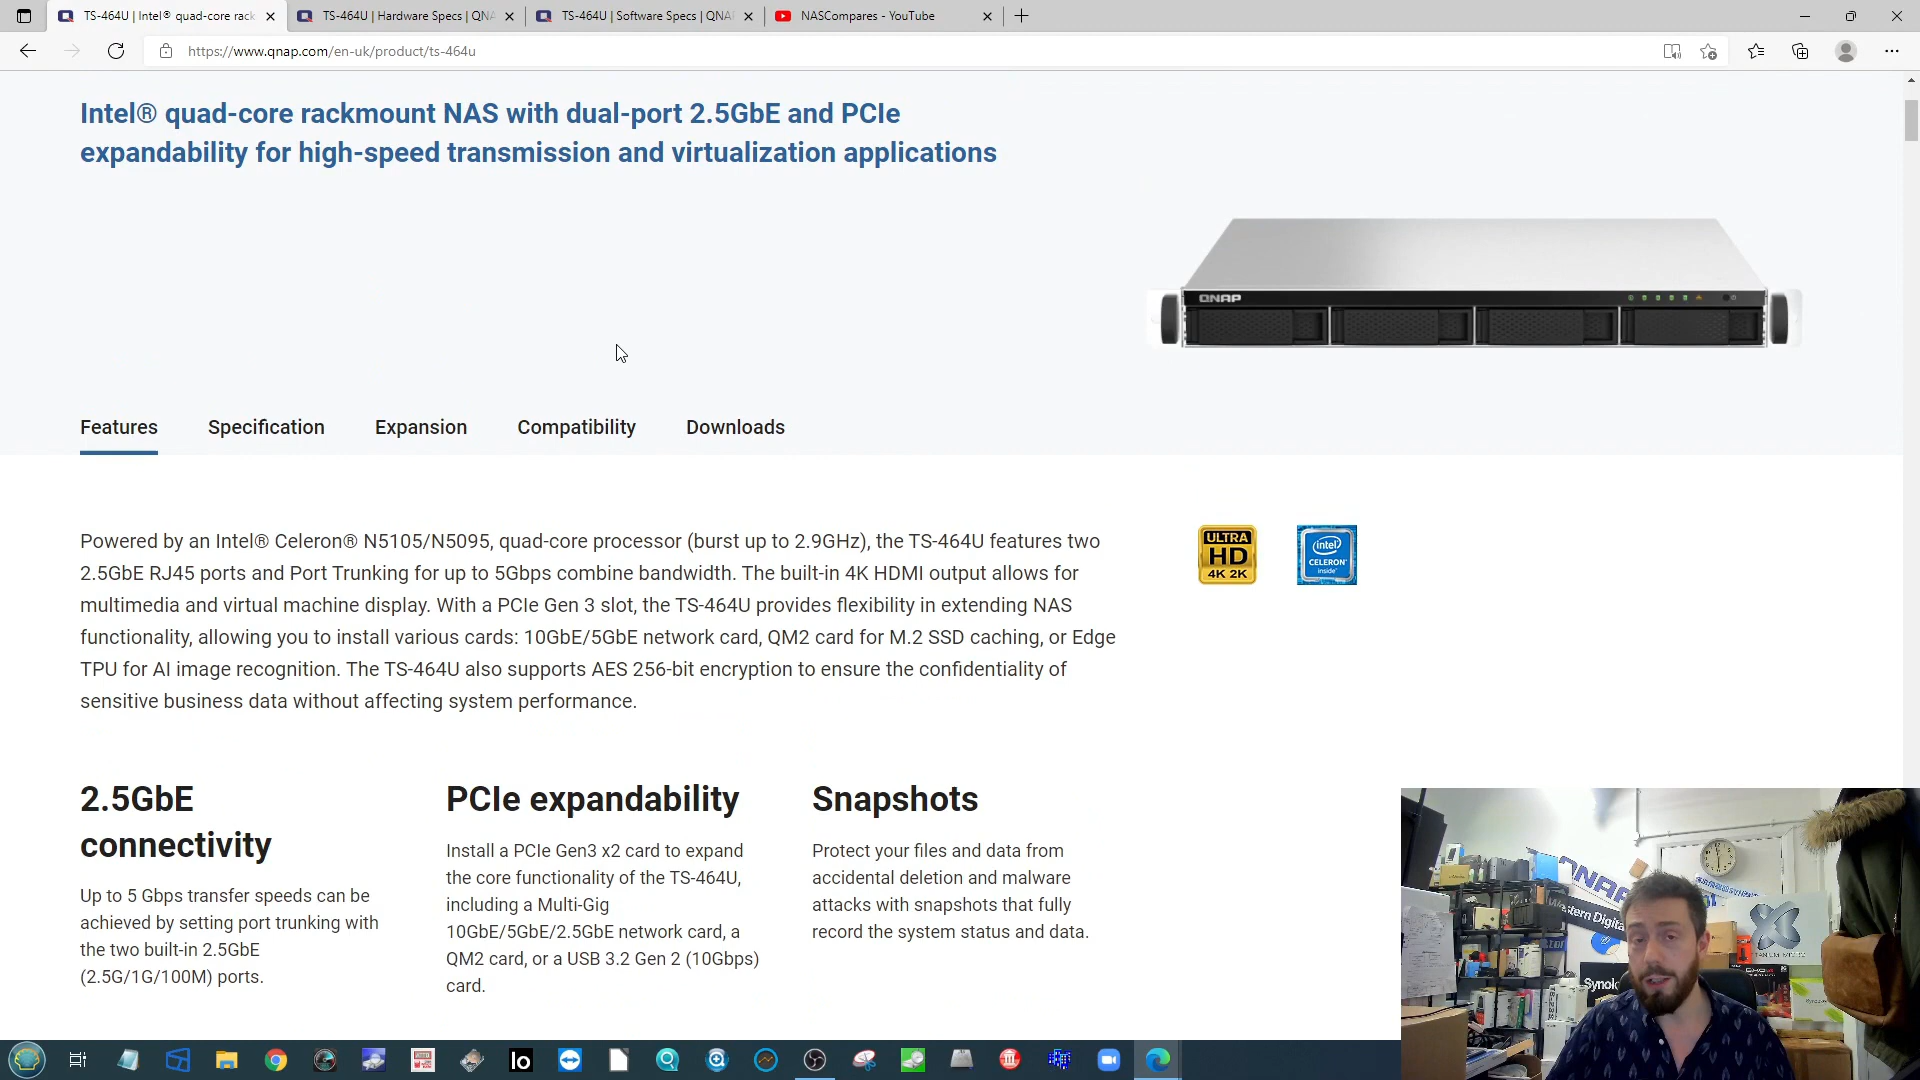 TS-464U | Intel® quad-core rack
TS-464U | Hardware Specs | QNA
TS-464U | Software Specs | QNA
NASCompares - YouTube
https://www.qnap.com/en-uk/product/ts-464u
Intel® quad-core rackmount NAS with dual-port 2.5GbE and PCIe
expandability for high-speed transmission and virtualization applications
QNAP
Features
Specification
Expansion
Compatibility
Downloads
Powered by an Intel® Celeron® N5105/N5095, quad-core processor (burst up to 2.9GHz), the TS-464U features two
2.5GbE RJ45 ports and Port Trunking for up to 5Gbps combine bandwidth. The built-in 4K HDMI output allows for
multimedia and virtual machine display. With a PCIe Gen 3 slot, the TS-464U provides flexibility in extending NAS
functionality, allowing you to install various cards: 10GbE/5GbE network card, QM2 card for M.2 SSD caching, or Edge
TPU for AI image recognition. The TS-464U also supports AES 256-bit encryption to ensure the confidentiality of
sensitive business data without affecting system performance.
ULTRA
HD
4K 2K
intel
CELERON
inside
2.5GbE
connectivity
Up to 5 Gbps transfer speeds can be
achieved by setting port trunking with
the two built-in 2.5GbE
(2.5G/1G/100M) ports.
PCIe expandability
Install a PCIe Gen3 x2 card to expand
the core functionality of the TS-464U,
including a Multi-Gig
10GbE/5GbE/2.5GbE network card, a
QM2 card, or a USB 3.2 Gen 2 (10Gbps)
card.
Snapshots
Protect your files and data from
accidental deletion and malware
attacks with snapshots that fully
record the system status and data.
QNAP
stern Digita
Synolo
Io